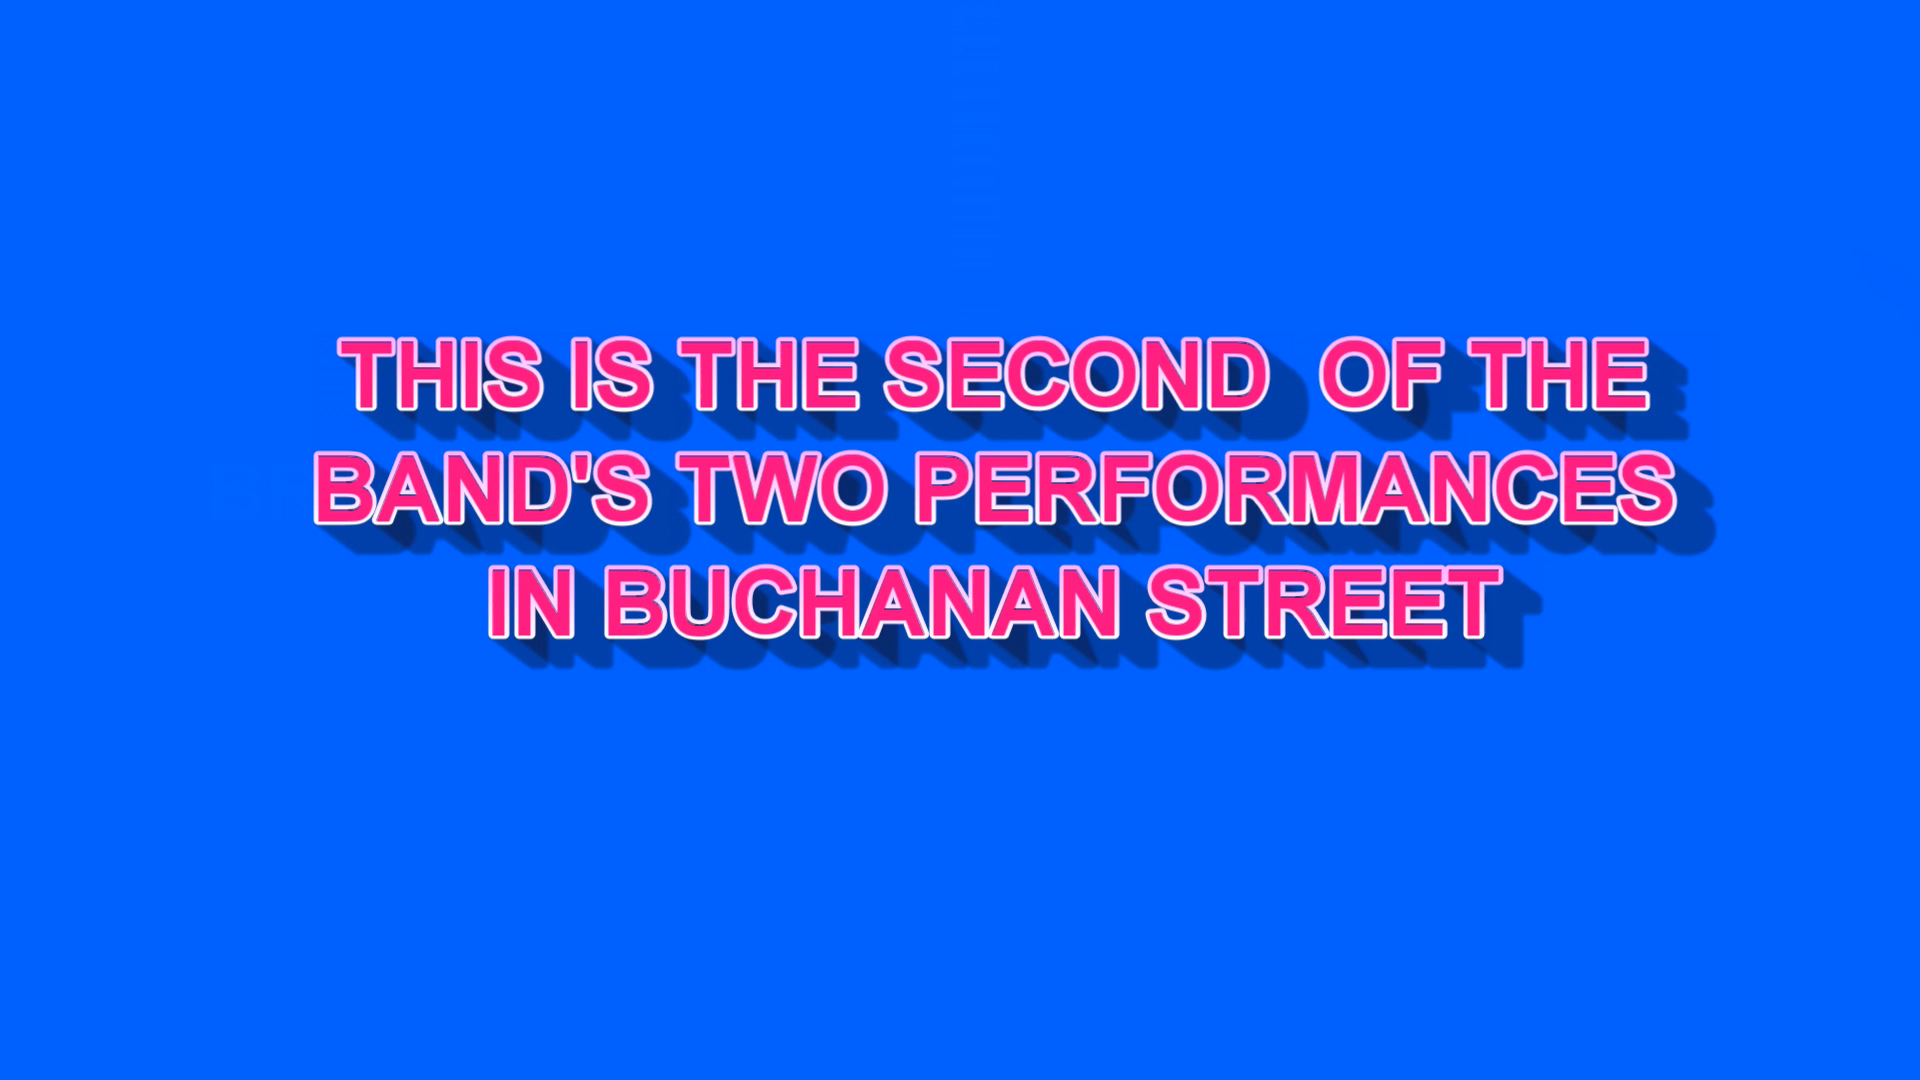 THIS IS THE SECOND  OF THE
BAND'S TWO PERFORMANCES
IN BUCHANAN STREET